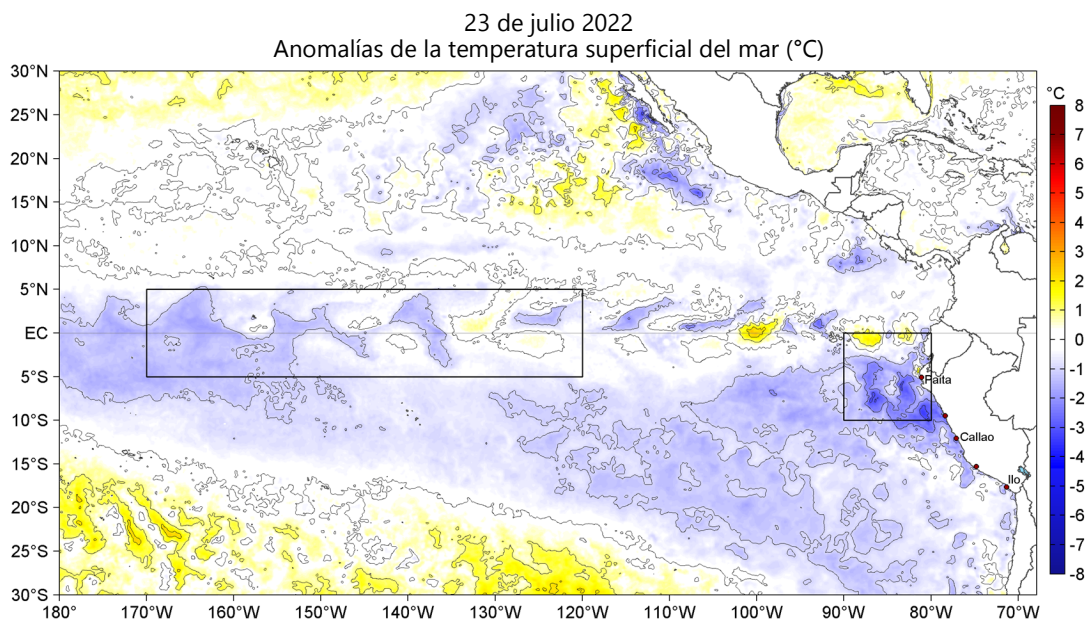 23 de julio 2022
Anomalías de la temperatura superficial del mar (°C)
30°N
25°N
20°N
15°N
10°N
5°N
EC
5°S
10°S
15°S
20°S
25°S
30°S
180
170°W
160°W
150°W
140°W
130°W
120°W
110°W
100°W
90°W
80°W
70°W
Paita
Callao
Ilo
°C
8
7
6
5
4
3
2
1
0
-1
-2
-3
-4
-5
-6
-7
-8